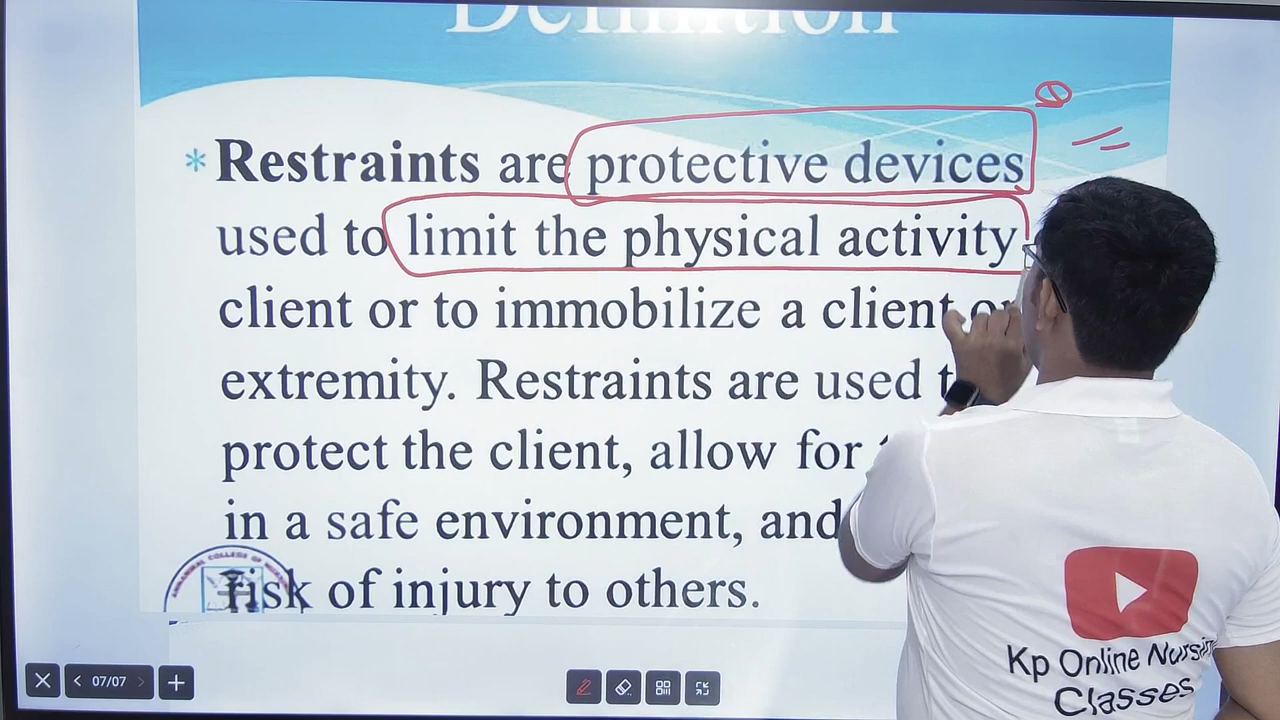 Definition
* Restraints are protective devices
used to limit the physical activity
client or to immobilize a client or
extremity. Restraints are used
protect the client, allow for
in a safe environment, and
risk of injury to others.
07/07
Kp Online Nursing
Classes